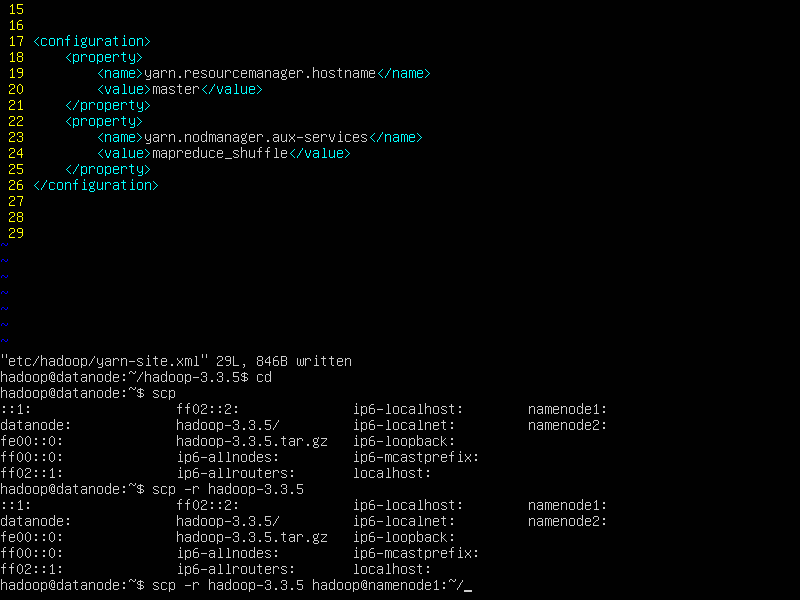 15
16
17 <configuration>
18     <property>
19         <name>yarn.resourcemanager.hostname</name>
20         <value>master</value>
21     </property>
22     <property>
23         <name>yarn.nodmanager.aux-services</name>
24         <value>mapreduce_shuffle</value>
25     </property>
26 </configuration>
27
28
29
~
~
~
~
~
~
~
"etc/hadoop/yarn-site.xml" 29L, 846B written
hadoop@datanode:~/hadoop-3.3.5$ cd
hadoop@datanode:~$ scp
::1:                  ff02::2:              ip6-localhost:        namenode1:
datanode:             hadoop-3.3.5/         ip6-localnet:         namenode2:
fe00::0:              hadoop-3.3.5.tar.gz   ip6-loopback:
ff00::0:              ip6-allnodes:         ip6-mcastprefix:
ff02::1:              ip6-allrouters:       localhost:
hadoop@datanode:~$ scp -r hadoop-3.3.5
::1:                  ff02::2:              ip6-localhost:        namenode1:
datanode:             hadoop-3.3.5/         ip6-localnet:         namenode2:
fe00::0:              hadoop-3.3.5.tar.gz   ip6-loopback:
ff00::0:              ip6-allnodes:         ip6-mcastprefix:
ff02::1:              ip6-allrouters:       localhost:
hadoop@datanode:~$ scp -r hadoop-3.3.5 hadoop@namenode1:~/_